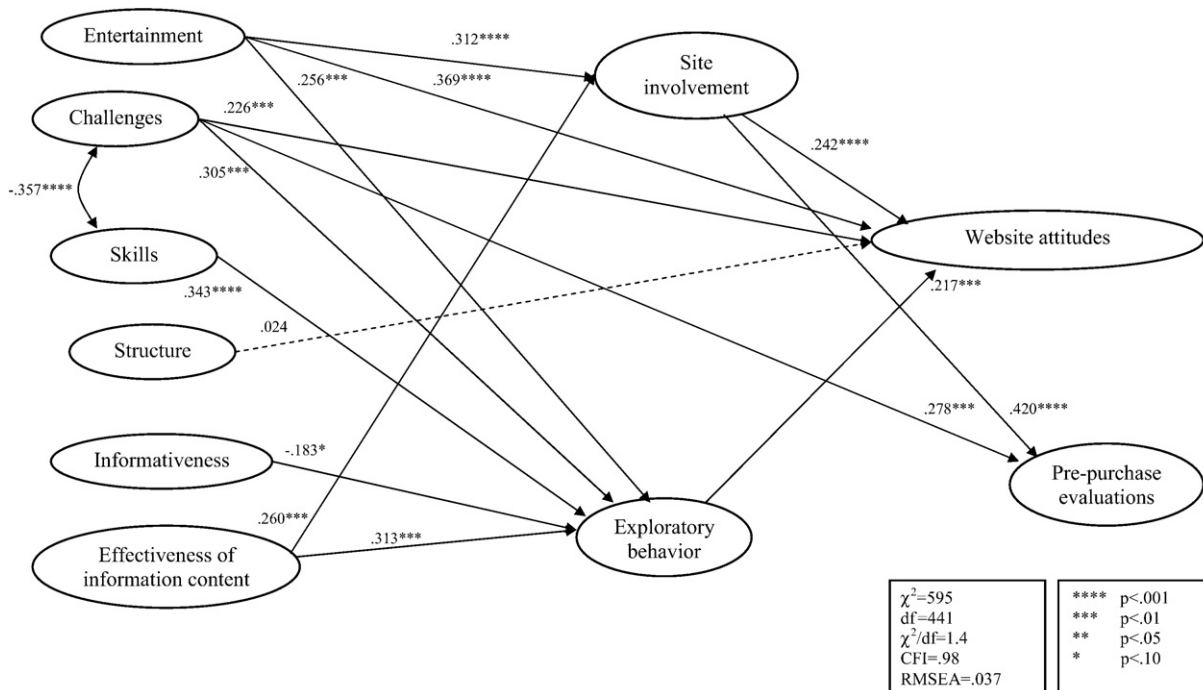 Entertainment
.312****
Site
involvement
.256***
.369****
Challenges
.226***
.242****
.305***
-.357****
Skills
Website attitudes
.343****
.217***
.024
Structure
.278***
.420****
Informativeness
-.183*
Pre-purchase
evaluations
.260***
.313***
Exploratory
behavior
Effectiveness of
information content
χ²=595
df=441
χ²/df=1.4
CFI=.98
RMSEA=.037
**** p<.001
*** p<.01
** p<.05
* p<.10